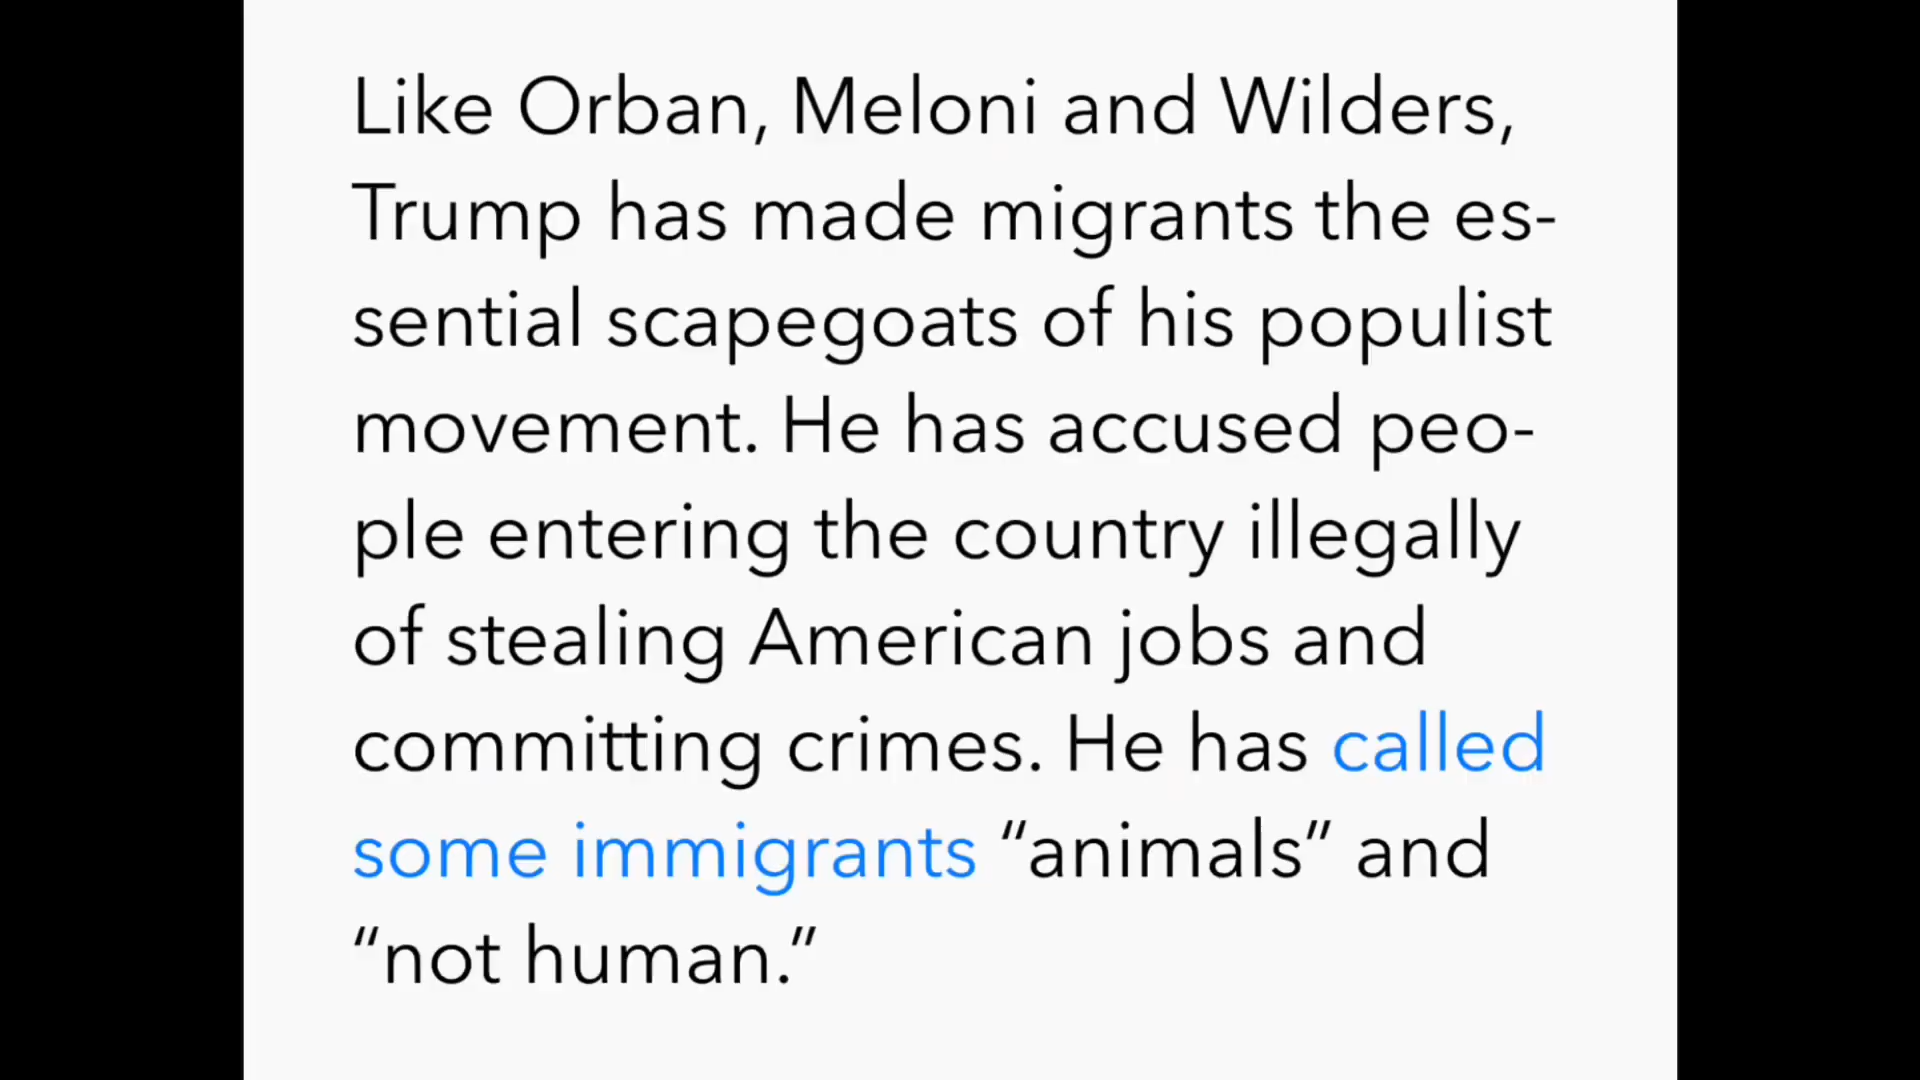 Like Orban, Meloni and Wilders,
Trump has made migrants the es-
sential scapegoats of his populist
movement. He has accused peo-
ple entering the country illegally
of stealing American jobs and
committing crimes. He has called
some immigrants “animals” and
“not human.”